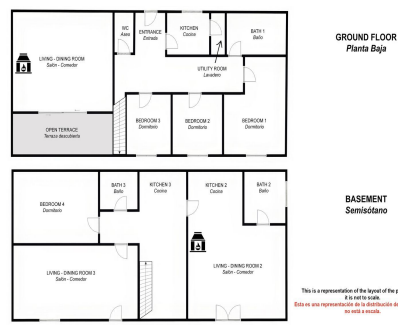 GROUND FLOOR
Planta Baja
WC
Aseo
ENTRANCE
Entrada
KITCHEN
Cocina
BATH 1
Baño
LIVING - DINING ROOM
Salón - Comedor
UTILITY ROOM
Lavadero
BEDROOM 3
Dormitorio
BEDROOM 2
Dormitorio
BEDROOM 1
Dormitorio
OPEN TERRACE
Terraza descubierta
BASEMENT
Semisótano
BEDROOM 4
Dormitorio
BATH 3
Baño
KITCHEN 3
Cocina
KITCHEN 2
Cocina
BATH 2
Baño
LIVING - DINING ROOM 3
Salón - Comedor
LIVING - DINING ROOM 2
Salón - Comedor
This is a representation of the layout of the p
it is not to scale.
Esta es una representación de la distribución de
no está a escala.